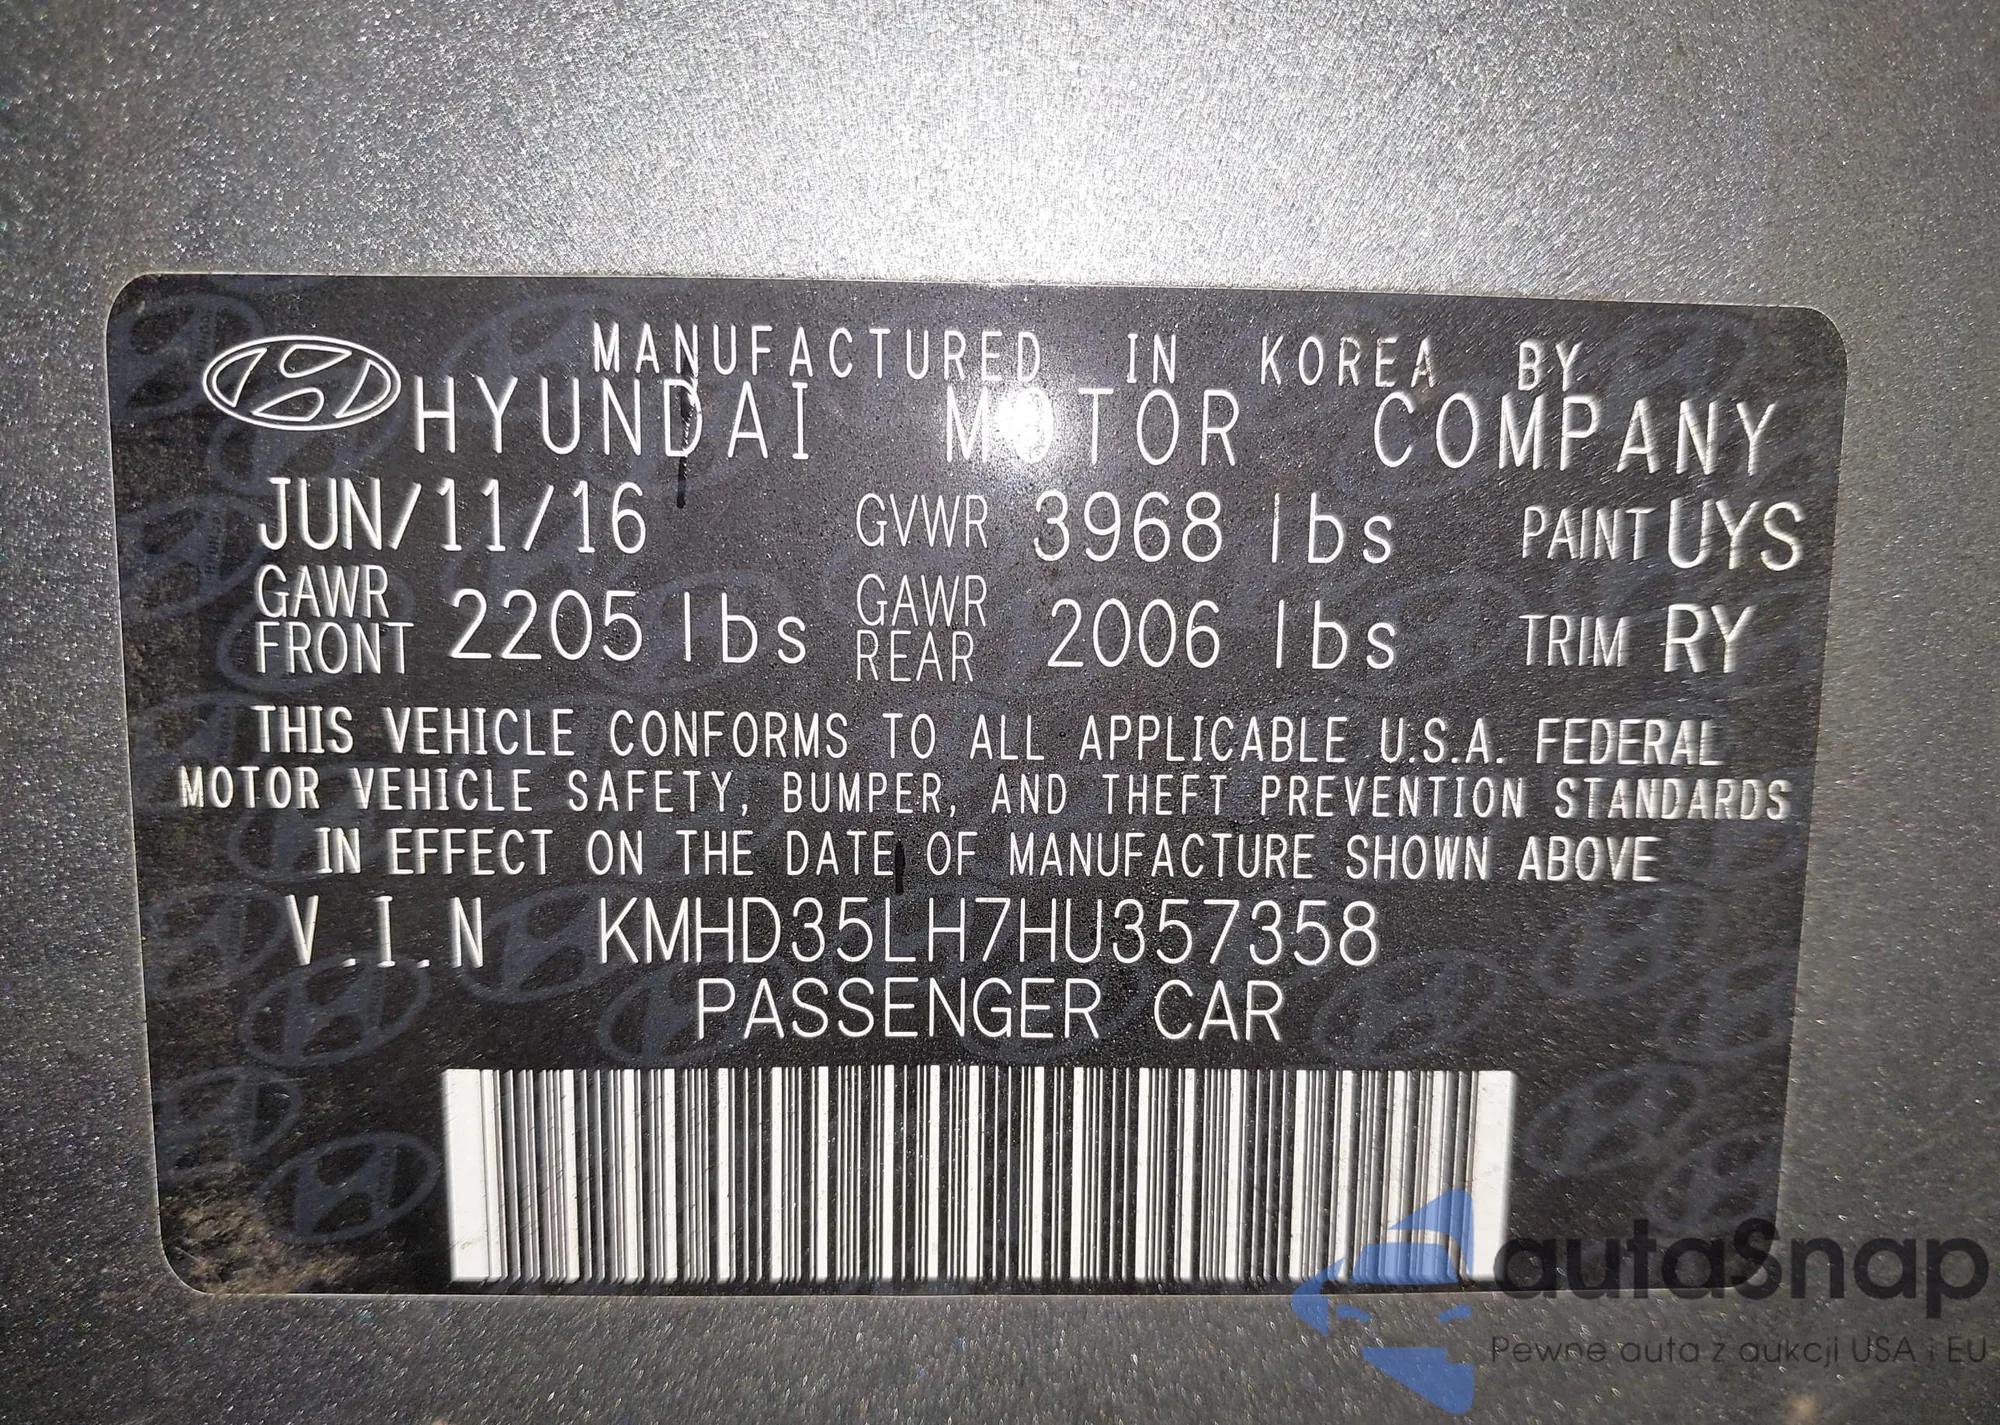 MANUFACTURED IN KOREA BY
HYUNDAI MOTOR COMPANY
JUN/11/16 GVWR 3968 lbs PAINT UYS
GAWR FRONT 2205 lbs GAWR REAR 2006 lbs TRIM RY
THIS VEHICLE CONFORMS TO ALL APPLICABLE U.S.A. FEDERAL
MOTOR VEHICLE SAFETY, BUMPER, AND THEFT PREVENTION STANDARDS
IN EFFECT ON THE DATE OF MANUFACTURE SHOWN ABOVE
V.I.N KMHD35LH7HU357358
PASSENGER CAR
autaSnap
Pewne auta z aukcji USA i EU